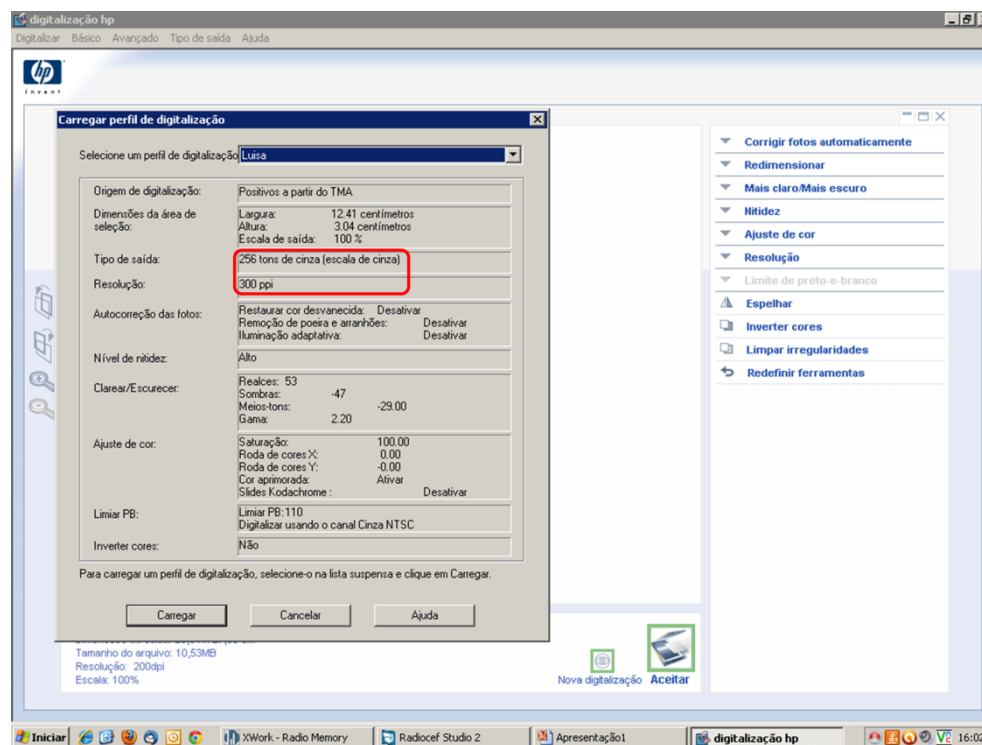 digitalização hp
Digitalizar Básico Avançado Tipo de saída Ajuda
hp
invent
Carregar perfil de digitalização
Selecione um perfil de digitalização Luisa
Origem de digitalização: Positivos a partir do TMA
Dimensões da área de seleção:
Largura: 12.41 centímetros
Altura: 3.04 centímetros
Escala de saída: 100 %
Tipo de saída: 256 tons de cinza (escala de cinza)
Resolução: 300 ppi
Autocorreção das fotos:
Restaurar cor desvanecida: Desativar
Remoção de poeira e arranhões: Desativar
Iluminação adaptativa: Desativar
Nível de nitidez: Alto
Clarear/Escurecer:
Realces: 53
Sombras: -47
Meios-tons: -29.00
Gama: 2.20
Ajuste de cor:
Saturação: 100.00
Roda de cores X: 0.00
Roda de cores Y: -0.00
Cor aprimorada: Ativar
Slides Kodachrome : Desativar
Limiar PB: Limiar PB: 110
Digitalizar usando o canal Cinza NTSC
Inverter cores: Não
Para carregar um perfil de digitalização, selecione-o na lista suspensa e clique em Carregar.
Carregar Cancelar Ajuda
Corrigir fotos automaticamente
Redimensionar
Mais claro/Mais escuro
Nitidez
Ajuste de cor
Resolução
Limite de preto-e-branco
Espelhar
Inverter cores
Limpar irregularidades
Redefinir ferramentas
Tamanho do arquivo: 10,53MB
Resolução: 200dpi
Escala: 100%
Nova digitalização Aceitar
Iniciar XWork - Radio Memory Radiocef Studio 2 Apresentação1 digitalização hp 16:02